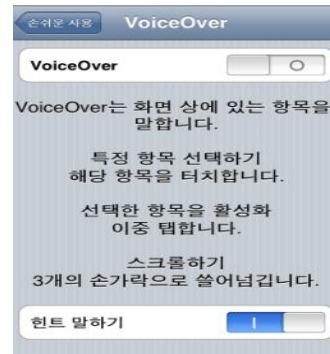 손쉬운 사용 VoiceOver
VoiceOver
VoiceOver는 화면 상에 있는 항목을
말합니다.
특정 항목 선택하기
해당 항목을 터치합니다.
선택한 항목을 활성화
이중 탭합니다.
스크롤하기
3개의 손가락으로 쓸어넘깁니다.
힌트 말하기